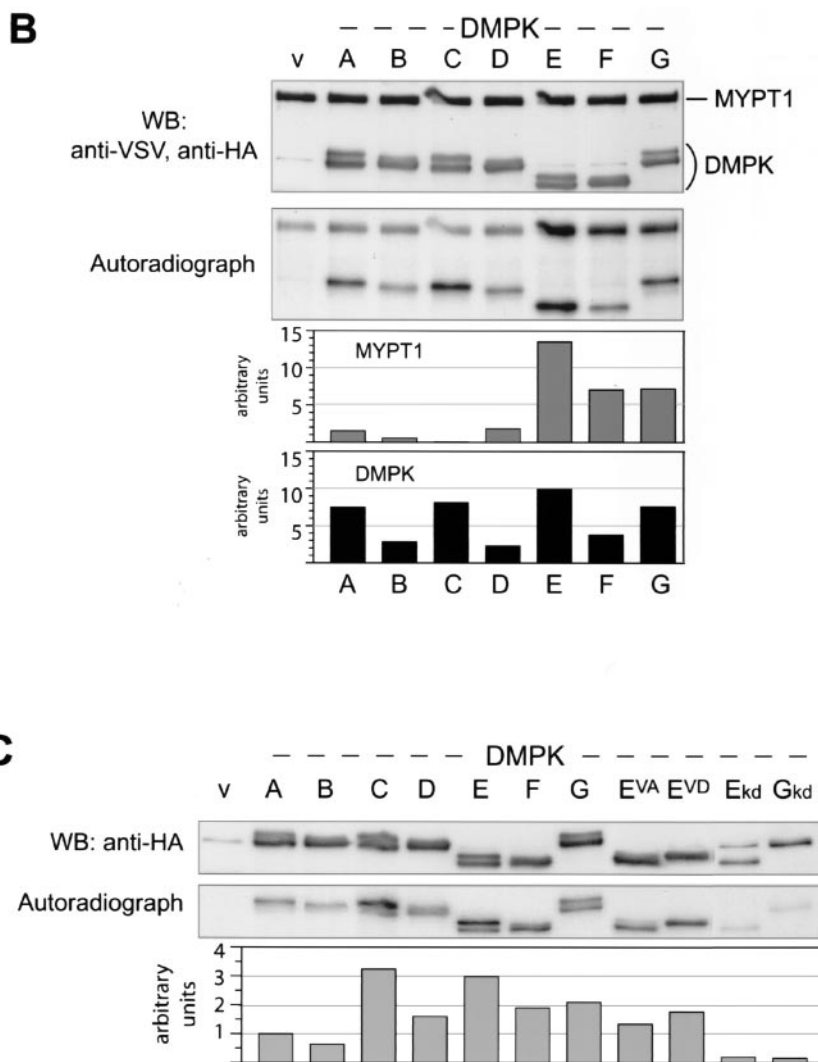 B
DMPK
v A B C D E F G
WB:
anti-VSV, anti-HA
MYPT1
DMPK
Autoradiograph
arbitrary
units
15
10
5
MYPT1
arbitrary
units
15
10
5
DMPK
A B C D E F G
C
DMPK
v A B C D E F G EVA EVD Ekd Gkd
WB: anti-HA
Autoradiograph
arbitrary
units
4
3
2
1